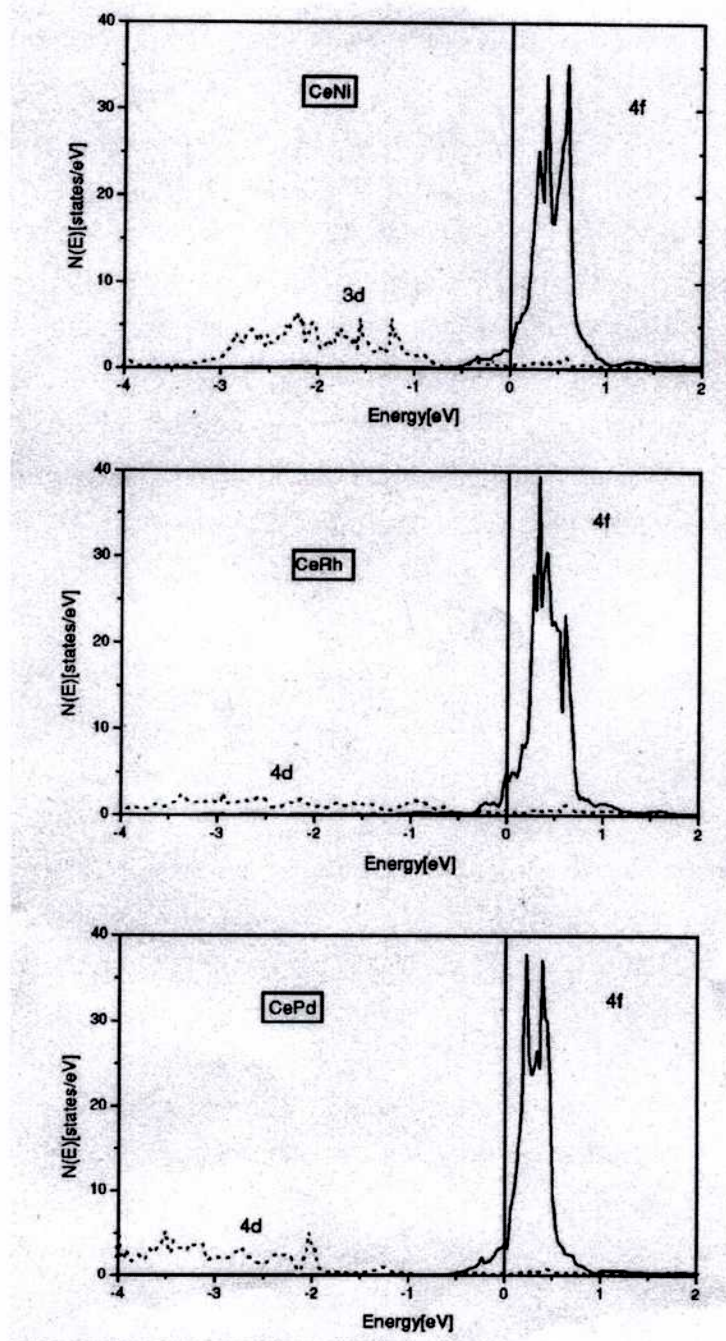 40
30
20
10
0
N(E)[states/eV]
CeNi
4f
3d
-4 -3 -2 -1 0 1 2
Energy[eV]
40
30
20
10
0
N(E)[states/eV]
CeRh
4f
4d
-4 -3 -2 -1 0 1 2
Energy[eV]
40
30
20
10
0
N(E)[states/eV]
CePd
4f
4d
-4 -3 -2 -1 0 1 2
Energy[eV]